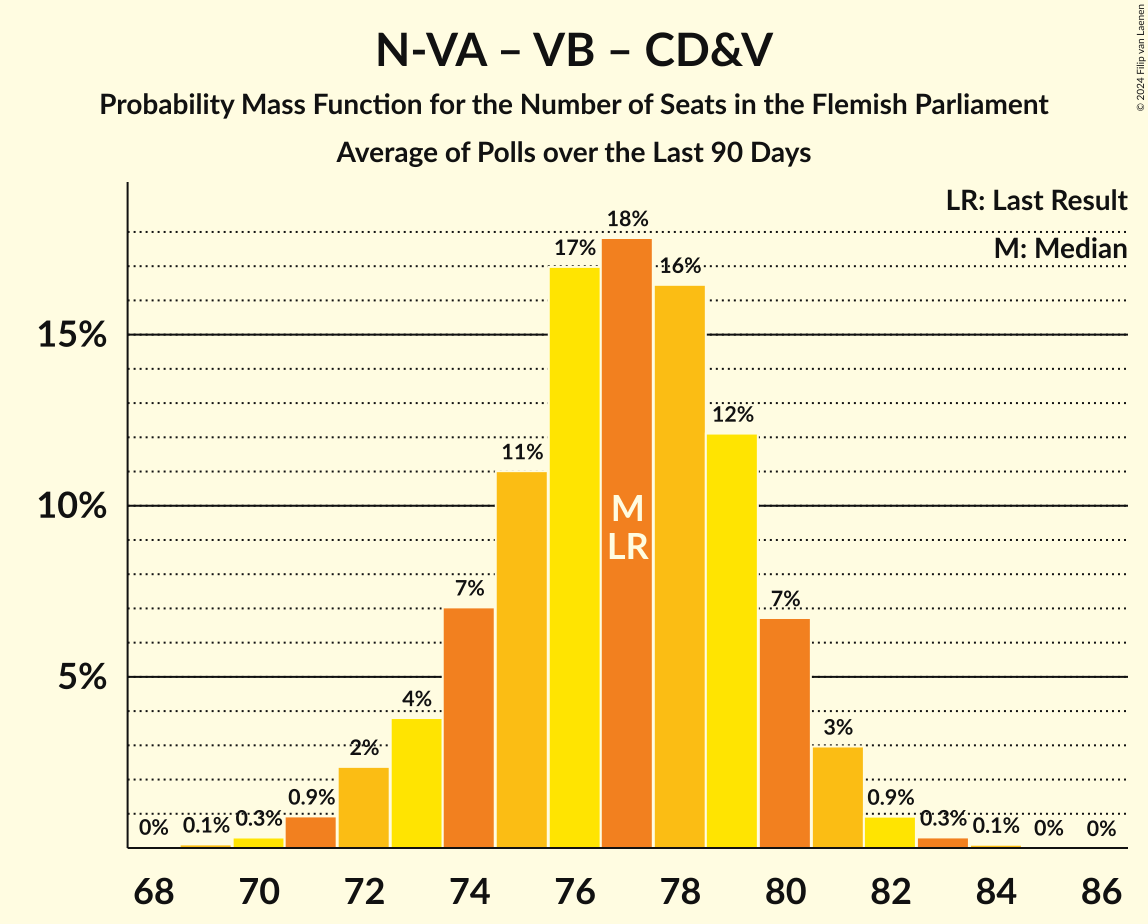 N-VA – VB – CD&V
Probability Mass Function for the Number of Seats in the Flemish Parliament
Average of Polls over the Last 90 Days
© 2024 Filip van Laenen
LR: Last Result
M: Median
15%
10%
5%
0%
0.1%
0.3%
0.9%
2%
4%
7%
11%
17%
18%
16%
12%
7%
3%
0.9%
0.3%
0.1%
0%
0%
M
LR
68 70 72 74 76 78 80 82 84 86